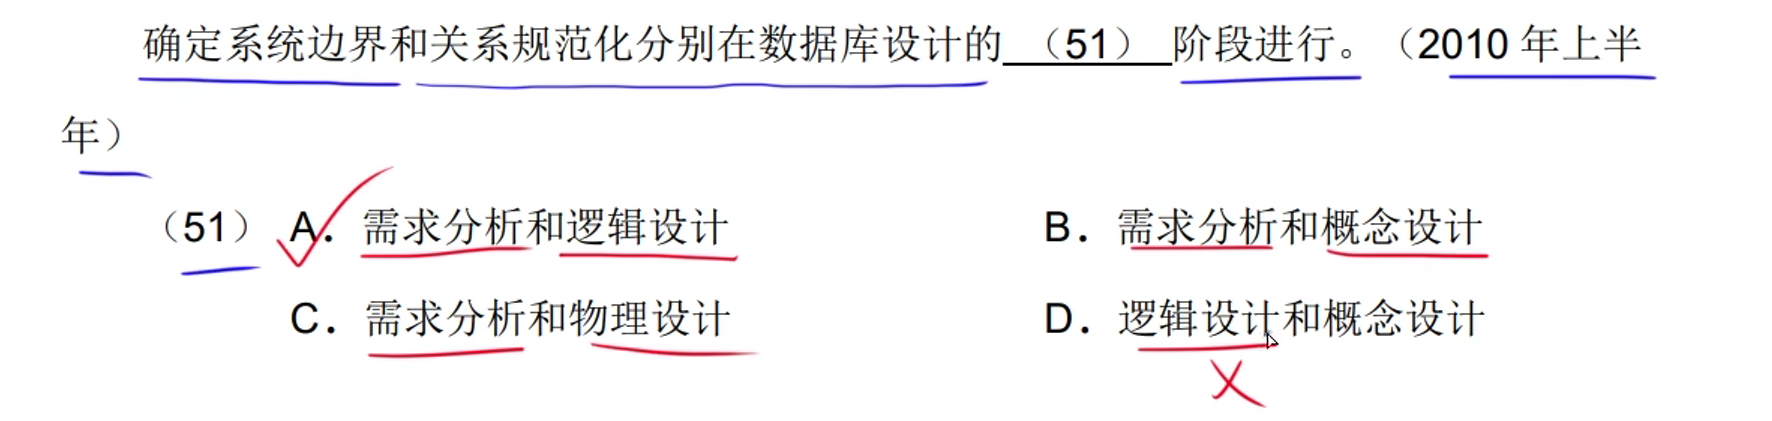 确定系统边界和关系规范化分别在数据库设计的 （51） 阶段进行。（2010 年上半
年）
（51） A．需求分析和逻辑设计 B．需求分析和概念设计
C．需求分析和物理设计 D．逻辑设计和概念设计